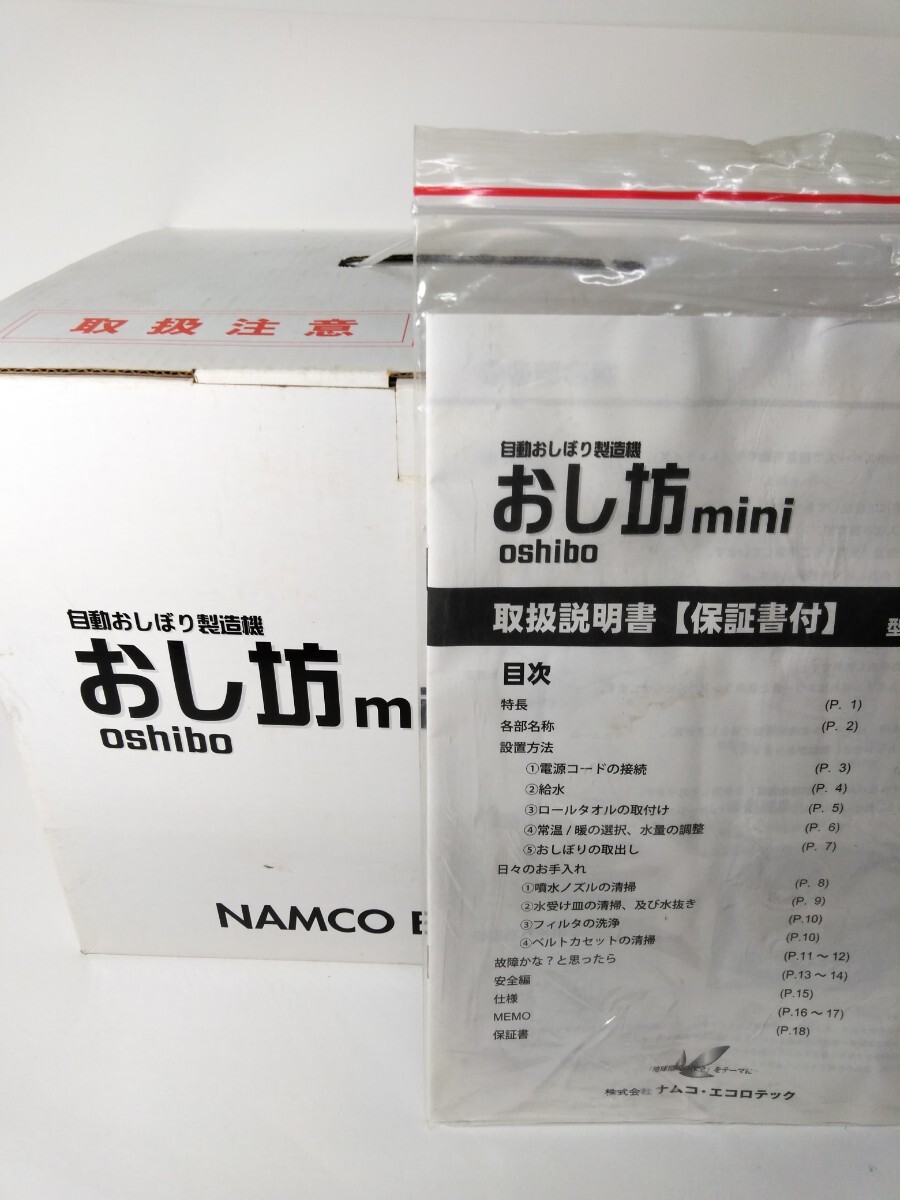 取扱注意
自動おしぼり製造機
おし坊 mi
oshibo
NAMCO E
自動おしぼり製造機
おし坊 mini
oshibo
取扱説明書【保証書付】 型
目次
特長 (P. 1)
各部名称 (P. 2)
設置方法
①電源コードの接続 (P. 3)
②給水 (P. 4)
③ロールタオルの取付け (P. 5)
④常温/暖の選択、水量の調整 (P. 6)
⑤おしぼりの取出し (P. 7)
日々のお手入れ
①噴水ノズルの清掃 (P. 8)
②水受け皿の清掃、及び水抜き (P. 9)
③フィルタの洗浄 (P.10)
④ベルトカセットの清掃 (P.10)
故障かな?と思ったら (P.11～12)
安全編 (P.13～14)
仕様 (P.15)
MEMO (P.16～17)
保証書 (P.18)
をテーマに
株式会社 ナムコ・エコロテック